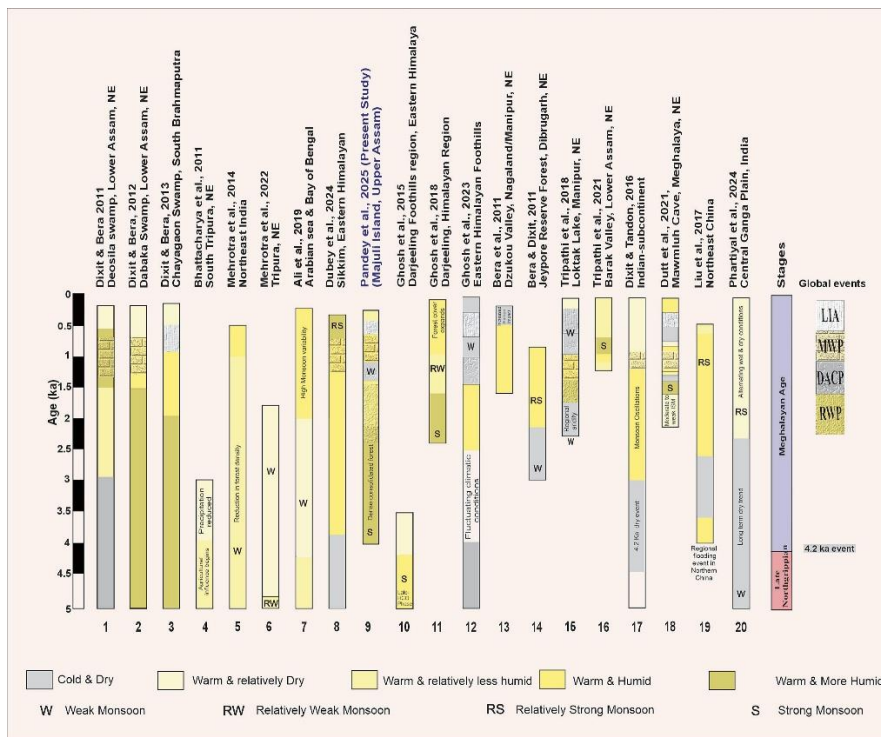 Dixit & Bera 2011
Deosila swamp, Lower Assam, NE
Dixit & Bera, 2012
Dabaka Swamp, Lower Assam, NE
Dixit & Bera, 2013
Chayagaon Swamp, South Brahmaputra
Bhattacharya et al., 2011
South Tripura, NE
Mehrotra et al., 2014
Northeast India
Mehrotra et al., 2022
Tripura, NE
Ali et al., 2019
Arabian sea & Bay of Bengal
Dubey et al., 2024
Sikkim, Eastern Himalayan
Pandey et al., 2025 (Present Study)
(Majuli Island, Upper Assam)
Ghosh et al., 2015
Darjeeling Foothills region, Eastern Himalaya
Ghosh et al., 2018
Darjeeling, Himalayan Region
Ghosh et al., 2023
Eastern Himalayan Foothills
Bera et al., 2011
Dzukou Valley, Nagaland/Manipur, NE
Bera & Dixit, 2011
Jeypore Reserve Forest, Dibrugarh, NE
Tripathi et al., 2018
Loktak Lake, Manipur, NE
Tripathi et al., 2021
Barak Valley, Lower Assam, NE
Dixit & Tandon, 2016
Indian-subcontinent
Dutt et al., 2021,
Mawmluh Cave, Meghalaya, NE
Liu et al., 2017
Northeast China
Phartiyal et al., 2024
Central Ganga Plain, India
Stages
Global events
Age (ka)
0
0.5
1
1.5
2
2.5
3
3.5
4
4.5
5
Precipitation reduced
Agricultural influence begins
Reduction in forest density
W
W
RW
High Monsoon variability
W
RS
W
Dense consolidated forest
S
S
Forest cover expands
RW
S
W
Fluctuating climatic conditions
RS
W
W
Regional aridity
W
S
Monsoon Oscillations
4.2 Ka dry event
S
Moderate to weak ISM
RS
Regional flooding event in Northern China
Alternating wet & dry conditions
RS
Long term dry trend
W
Meghalayan Age
Late Northgrippian
LIA
MWP
DACP
RWP
4.2 ka event
1 2 3 4 5 6 7 8 9 10 11 12 13 14 15 16 17 18 19 20
Cold & Dry Warm & relatively Dry Warm & relatively less humid Warm & Humid Warm & More Humid
W Weak Monsoon RW Relatively Weak Monsoon RS Relatively Strong Monsoon S Strong Monsoon